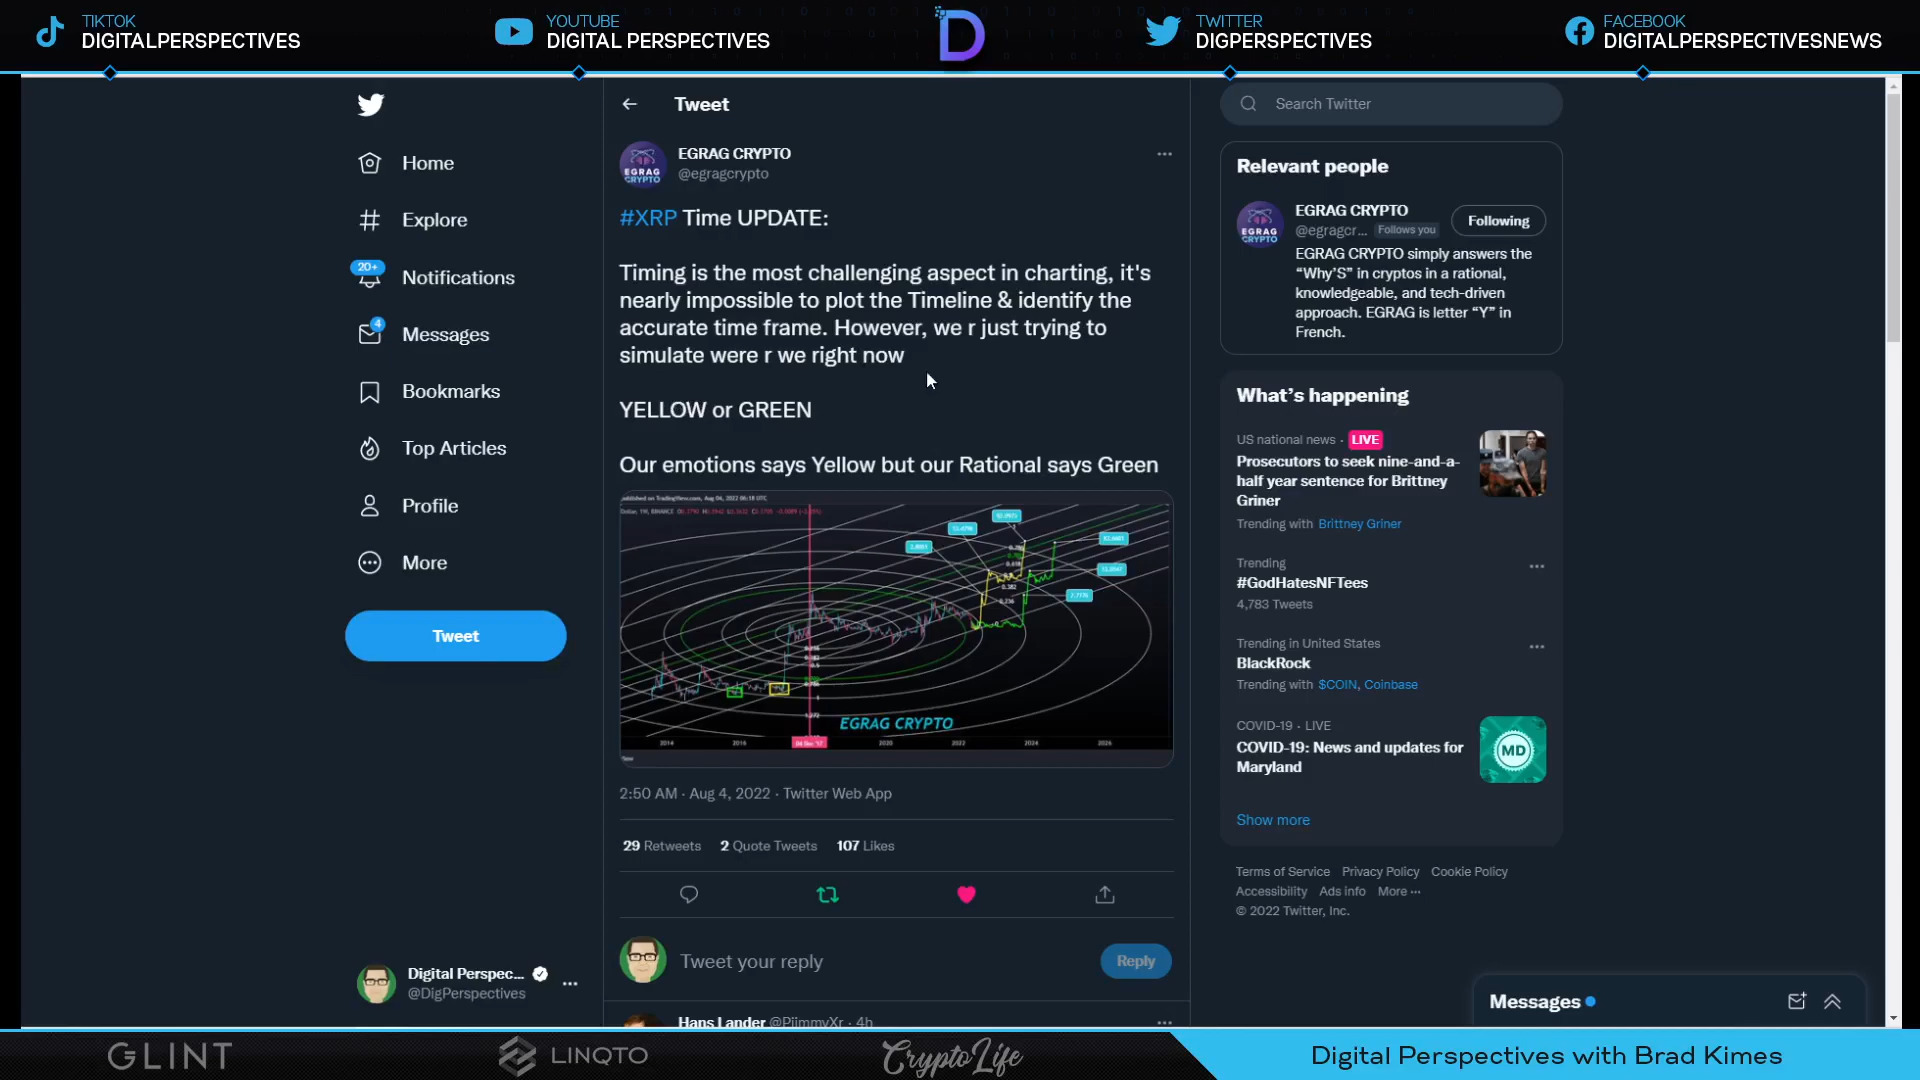 TIKTOK
DIGITALPERSPECTIVES
YOUTUBE
DIGITAL PERSPECTIVES
D
TWITTER
DIGPERSPECTIVES
FACEBOOK
DIGITALPERSPECTIVESNEWS
Home
Explore
20+
Notifications
4
Messages
Bookmarks
Top Articles
Profile
More
Tweet
Digital Perspec...
@DigPerspectives
Tweet
EGRAG CRYPTO
@egragcrypto
#XRP Time UPDATE:
Timing is the most challenging aspect in charting, it's
nearly impossible to plot the Timeline & identify the
accurate time frame. However, we r just trying to
simulate were r we right now
YELLOW or GREEN
Our emotions says Yellow but our Rational says Green
EGRAG CRYPTO
2014
2016
04 Dec '17
2020
2022
2024
2026
2:50 AM · Aug 4, 2022 · Twitter Web App
29 Retweets 2 Quote Tweets 107 Likes
Tweet your reply
Reply
Hans Lander @PjimmyXr · 4h
Search Twitter
Relevant people
EGRAG CRYPTO
@egragcr... Follows you
Following
EGRAG CRYPTO simply answers the
“Why’S” in cryptos in a rational,
knowledgeable, and tech-driven
approach. EGRAG is letter “Y” in
French.
What’s happening
US national news · LIVE
Prosecutors to seek nine-and-a-
half year sentence for Brittney
Griner
Trending with Brittney Griner
Trending
#GodHatesNFTees
4,783 Tweets
Trending in United States
BlackRock
Trending with $COIN, Coinbase
COVID-19 · LIVE
COVID-19: News and updates for
Maryland
MD
Show more
Terms of Service Privacy Policy Cookie Policy
Accessibility Ads info More ···
© 2022 Twitter, Inc.
Messages
GLINT
LINQTO
CryptoLife
Digital Perspectives with Brad Kimes